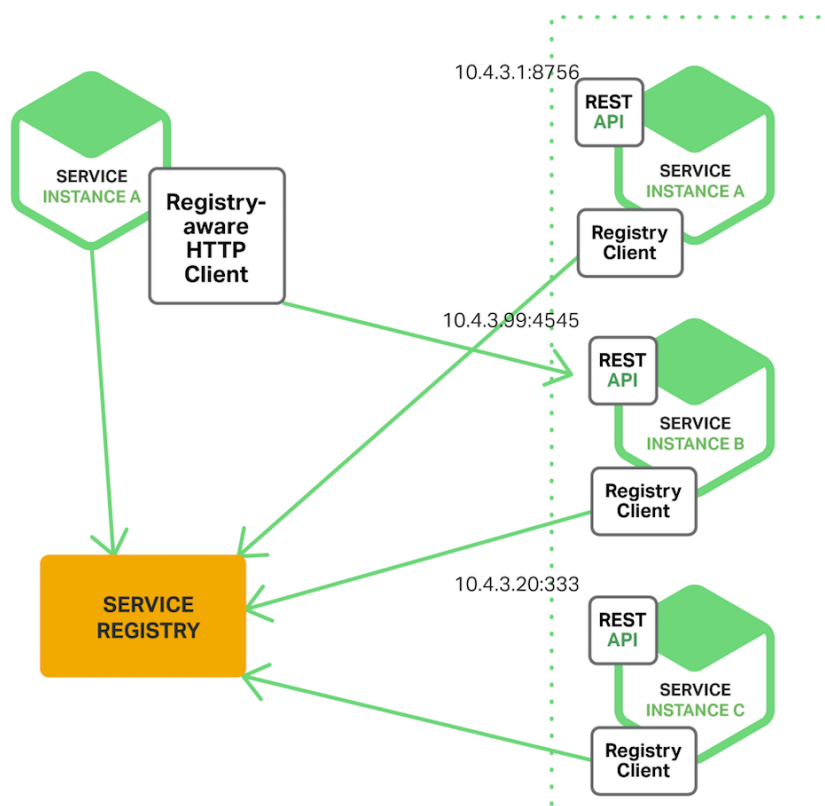 SERVICE
INSTANCE A
Registry-
aware
HTTP
Client
10.4.3.1:8756
REST
API
SERVICE
INSTANCE A
Registry
Client
10.4.3.99:4545
REST
API
SERVICE
INSTANCE B
Registry
Client
SERVICE
REGISTRY
10.4.3.20:333
REST
API
SERVICE
INSTANCE C
Registry
Client